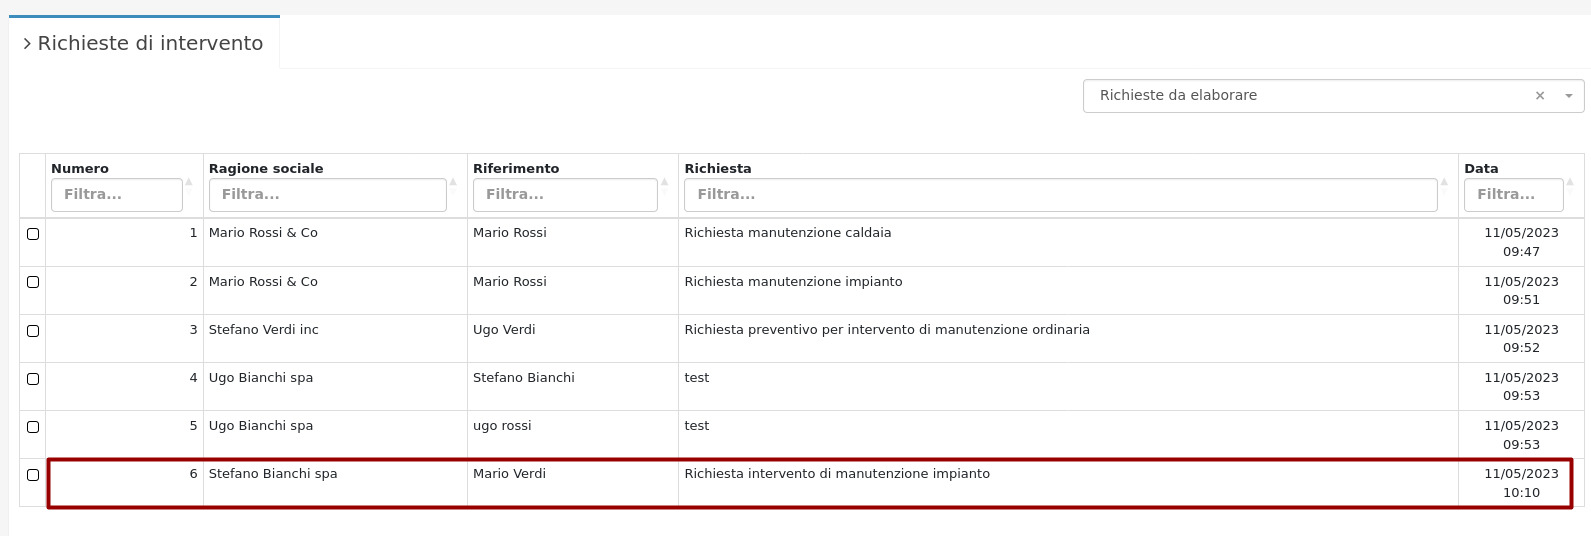 Richieste di intervento
Richieste da elaborare ×
Numero Ragione sociale Riferimento Richiesta Data
Filtra... Filtra... Filtra... Filtra... Filtra...
1 Mario Rossi & Co Mario Rossi Richiesta manutenzione caldaia 11/05/2023
09:47
2 Mario Rossi & Co Mario Rossi Richiesta manutenzione impianto 11/05/2023
09:51
3 Stefano Verdi inc Ugo Verdi Richiesta preventivo per intervento di manutenzione ordinaria 11/05/2023
09:52
4 Ugo Bianchi spa Stefano Bianchi test 11/05/2023
09:53
5 Ugo Bianchi spa ugo rossi test 11/05/2023
09:53
6 Stefano Bianchi spa Mario Verdi Richiesta intervento di manutenzione impianto 11/05/2023
10:10